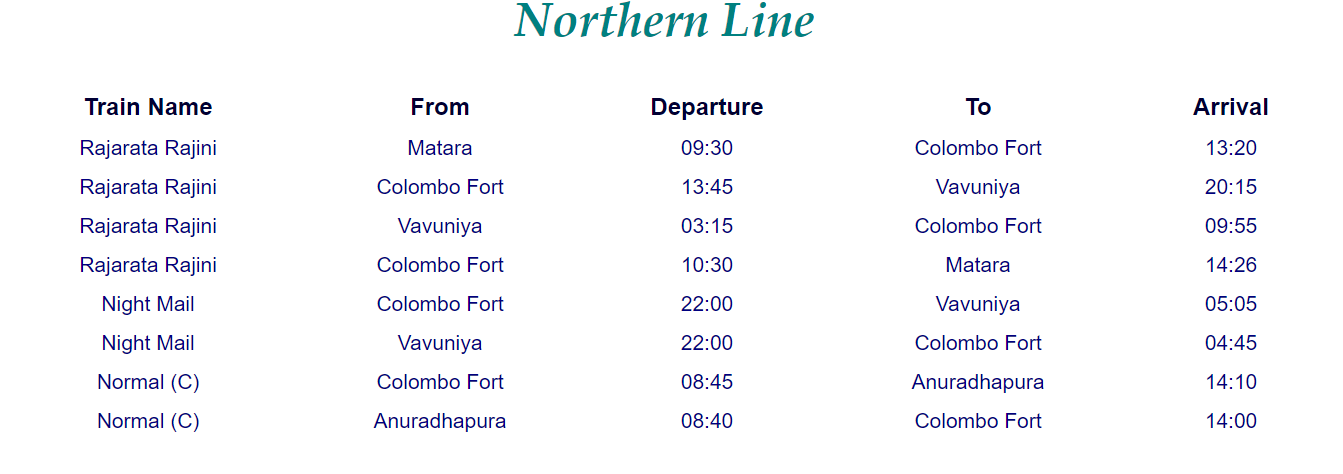 Northern Line
Train Name From Departure To Arrival
Rajarata Rajini Matara 09:30 Colombo Fort 13:20
Rajarata Rajini Colombo Fort 13:45 Vavuniya 20:15
Rajarata Rajini Vavuniya 03:15 Colombo Fort 09:55
Rajarata Rajini Colombo Fort 10:30 Matara 14:26
Night Mail Colombo Fort 22:00 Vavuniya 05:05
Night Mail Vavuniya 22:00 Colombo Fort 04:45
Normal (C) Colombo Fort 08:45 Anuradhapura 14:10
Normal (C) Anuradhapura 08:40 Colombo Fort 14:00